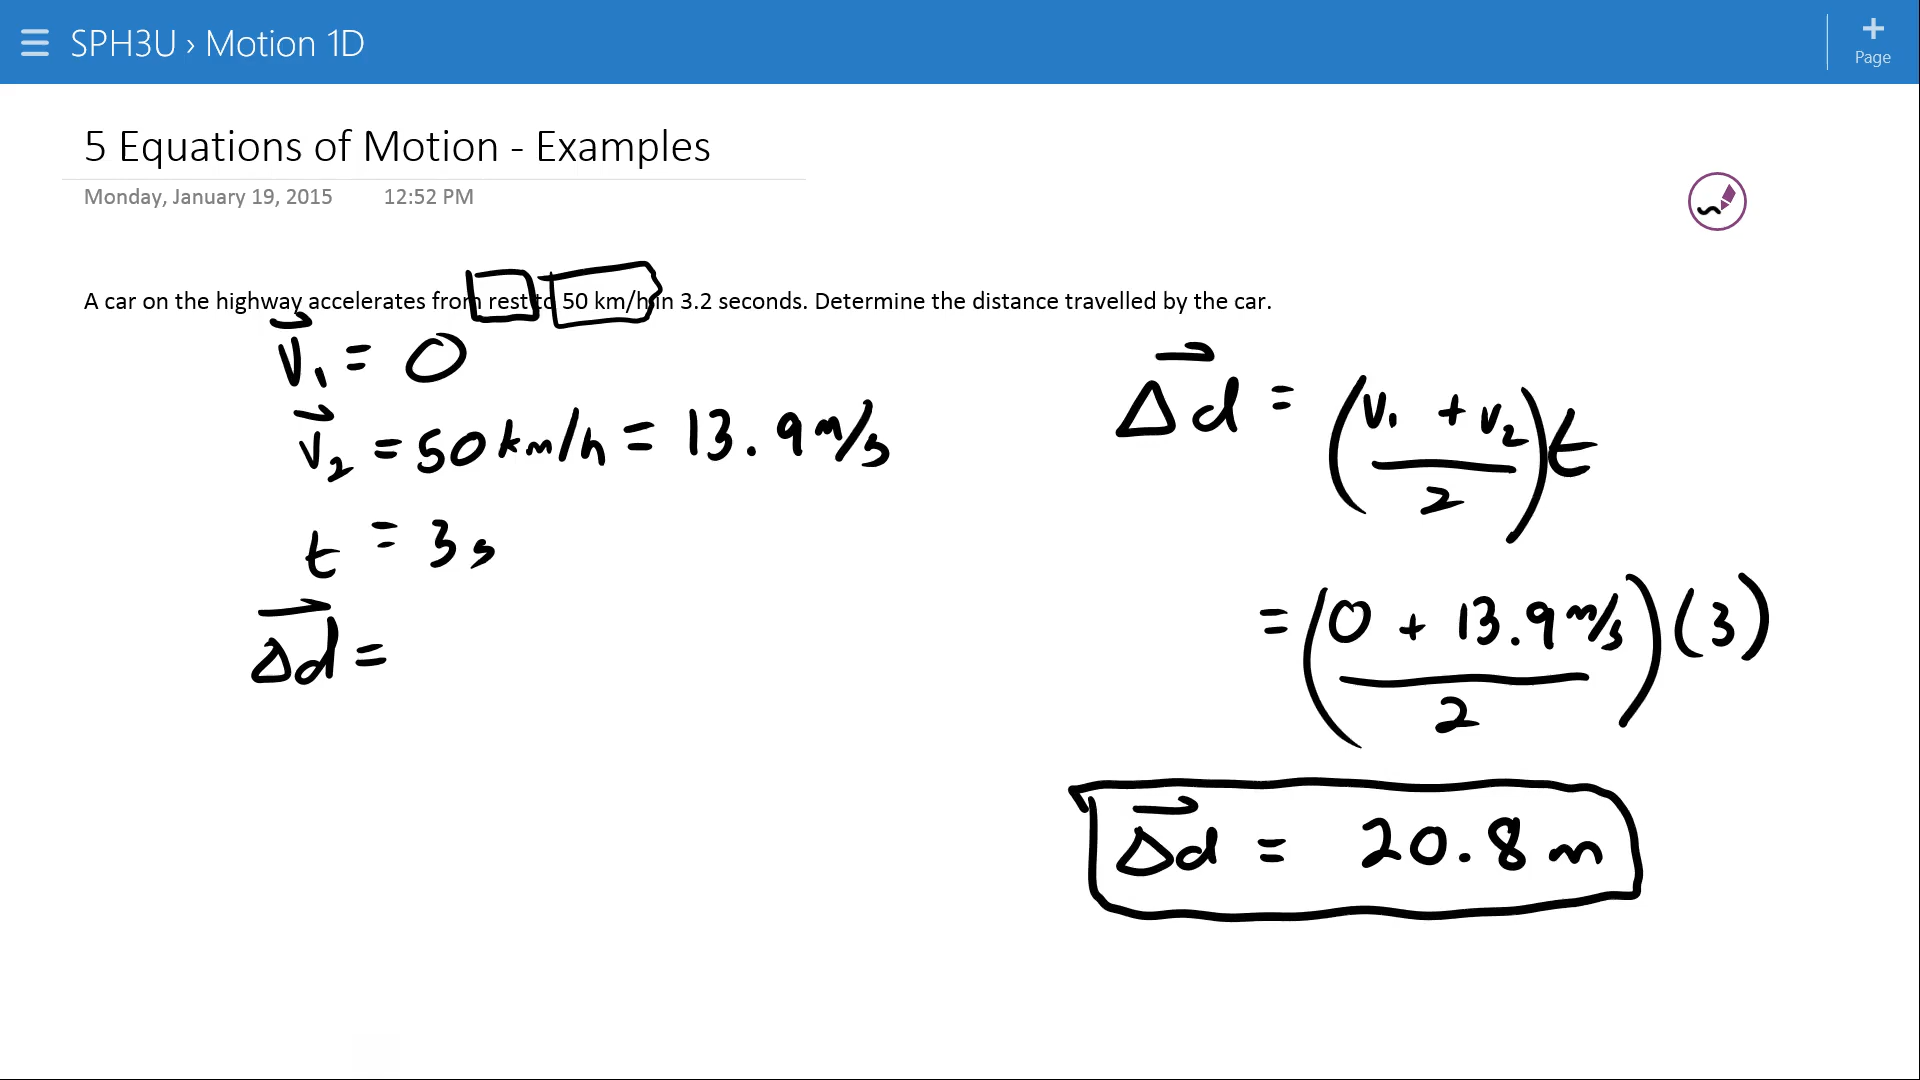 SPH3U › Motion 1D
+ Page
5 Equations of Motion - Examples
Monday, January 19, 2015 12:52 PM
A car on the highway accelerates from rest to 50 km/h in 3.2 seconds. Determine the distance travelled by the car.
v⃗₁ = 0
v⃗₂ = 50 km/h = 13.9 m/s
t = 3 s
Δd⃗ =
Δd⃗ = (v₁ + v₂ / 2) t
= (0 + 13.9 m/s / 2) (3)
Δd⃗ = 20.8 m